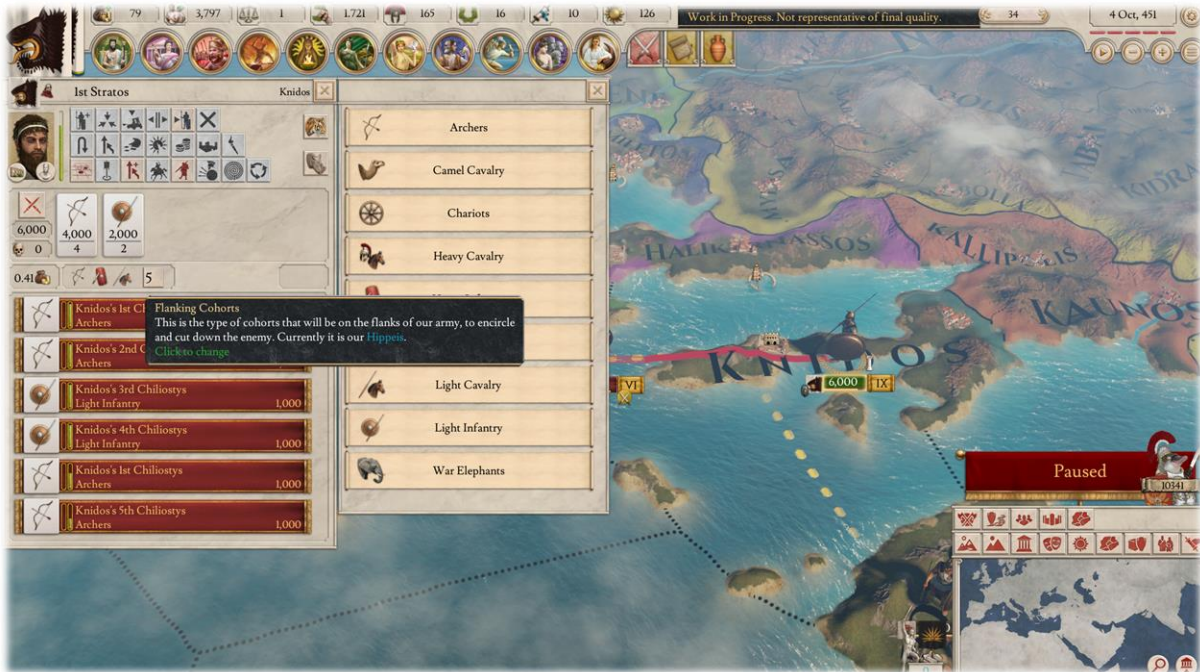 79
3,797
1
1.721
165
16
10
126
Work in Progress. Not representative of final quality.
34
4 Oct, 451
1st Stratos
Knidos
6,000
0
4,000
4
2,000
2
0.41
5
Knidos's 1st Ch
Archers
Knidos's 2nd C
Archers
Knidos's 3rd Chiliostys
Light Infantry
1,000
Knidos's 4th Chiliostys
Light Infantry
1,000
Knidos's 1st Chiliostys
Archers
1,000
Knidos's 5th Chiliostys
Archers
1,000
Flanking Cohorts
This is the type of cohorts that will be on the flanks of our army, to encircle
and cut down the enemy. Currently it is our Hippeis.
Click to change
Archers
Camel Cavalry
Chariots
Heavy Cavalry
Light Cavalry
Light Infantry
War Elephants
KALLIPOLIS
KAUNOS
KNIDOS
KIDRA
VI
6,000
IX
Paused
10341